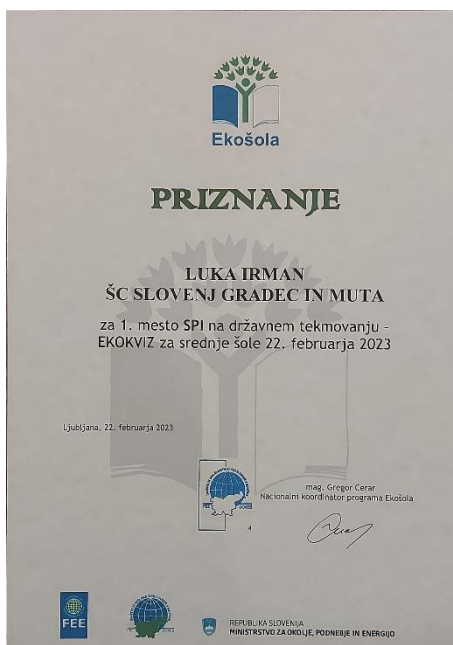 Ekošola
PRIZNANJE
LUKA IRMAN
ŠC SLOVENJ GRADEC IN MUTA
za 1. mesto SPI na državnem tekmovanju –
EKOKVIZ za srednje šole 22. februarja 2023
Ljubljana, 22. februarja 2023
mag. Gregor Cerar
Nacionalni koordinator programa Ekošola
FEE
REPUBLIKA SLOVENIJA
MINISTRSTVO ZA OKOLJE, PODNEBJE IN ENERGIJO